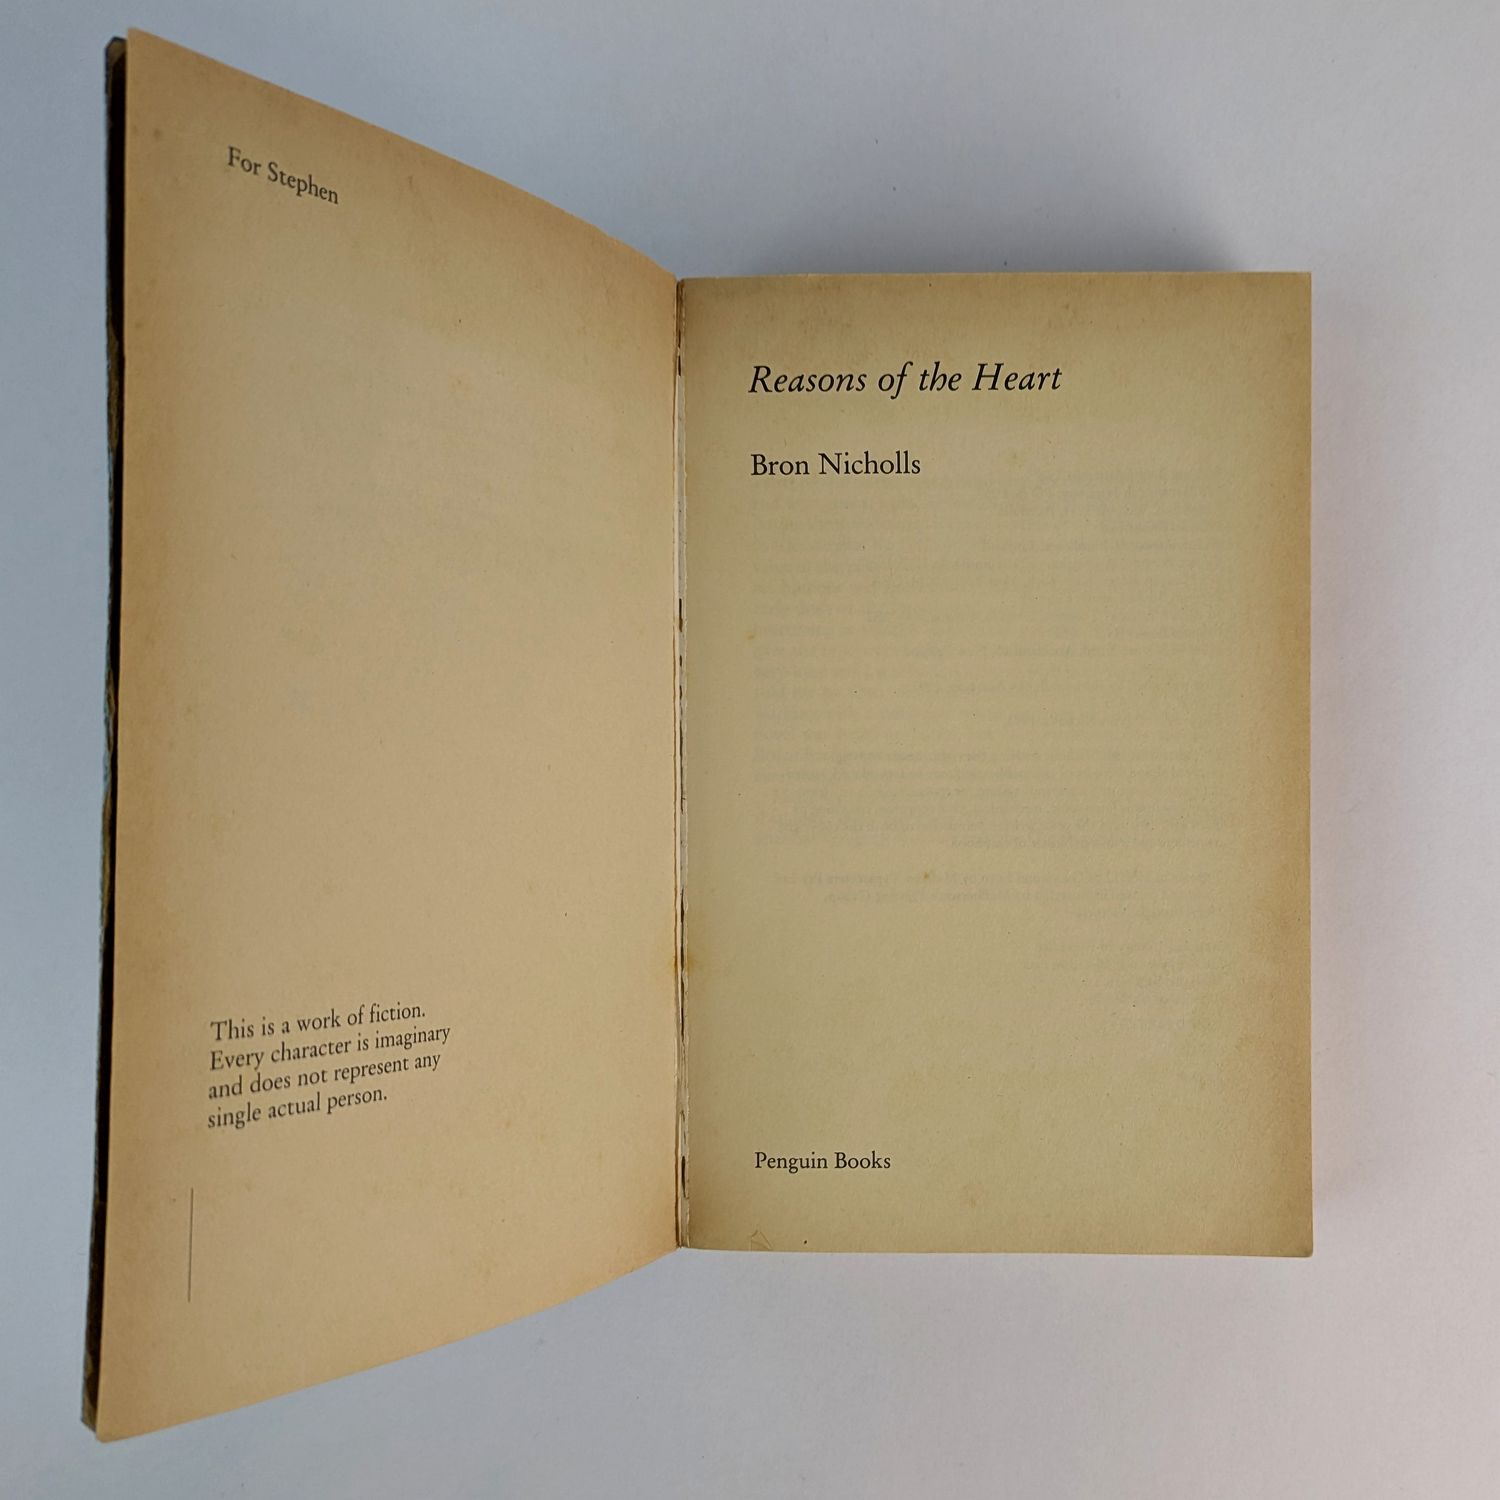 For Stephen
This is a work of fiction.
Every character is imaginary
and does not represent any
single actual person.
Reasons of the Heart
Bron Nicholls
Penguin Books